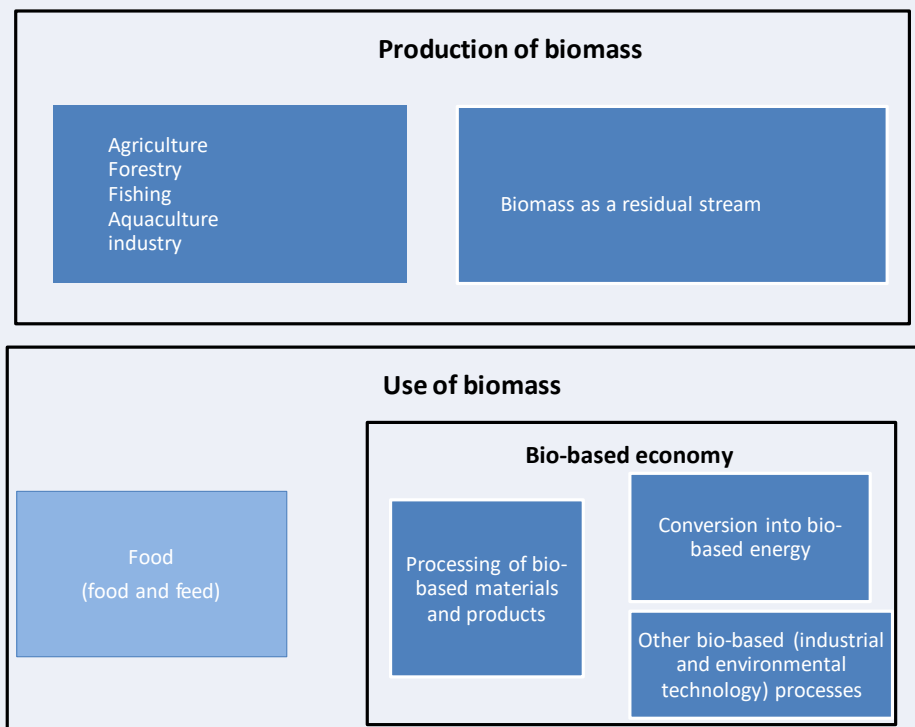 Production of biomass
Agriculture
Forestry
Fishing
Aquaculture
industry
Biomass as a residual stream
Use of biomass
Bio-based economy
Food
(food and feed)
Processing of bio-
based materials
and products
Conversion into bio-
based energy
Other bio-based (industrial
and environmental
technology) processes